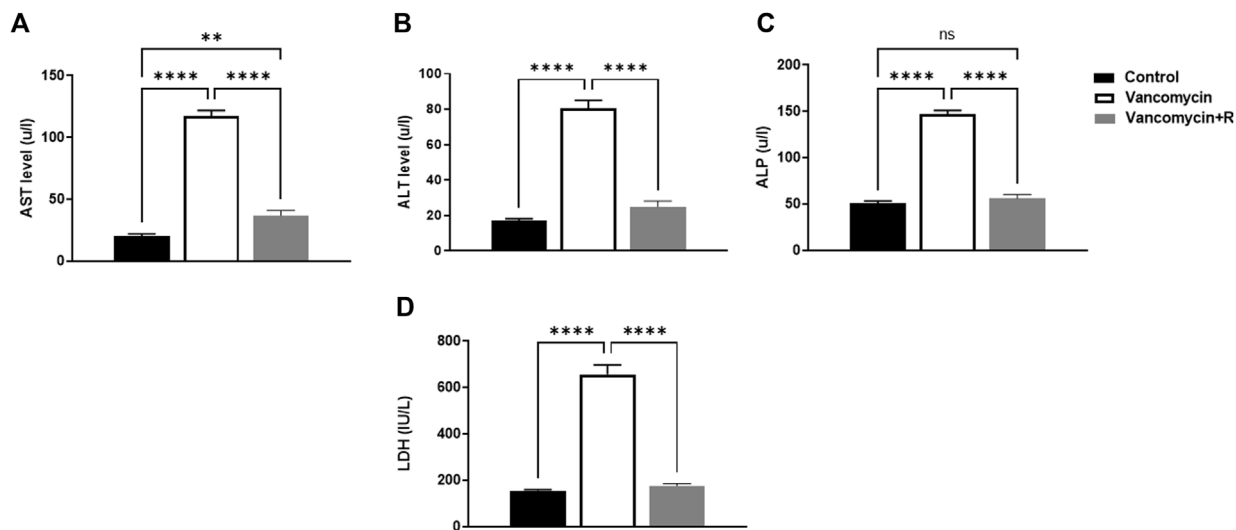 A
**
**** ****
AST level (u/l)
150
100
50
0
B
**** ****
ALT level (u/l)
100
80
60
40
20
0
C
ns
**** ****
ALP (u/l)
200
150
100
50
0
Control
Vancomycin
Vancomycin+R
D
**** ****
LDH (IU/L)
800
600
400
200
0